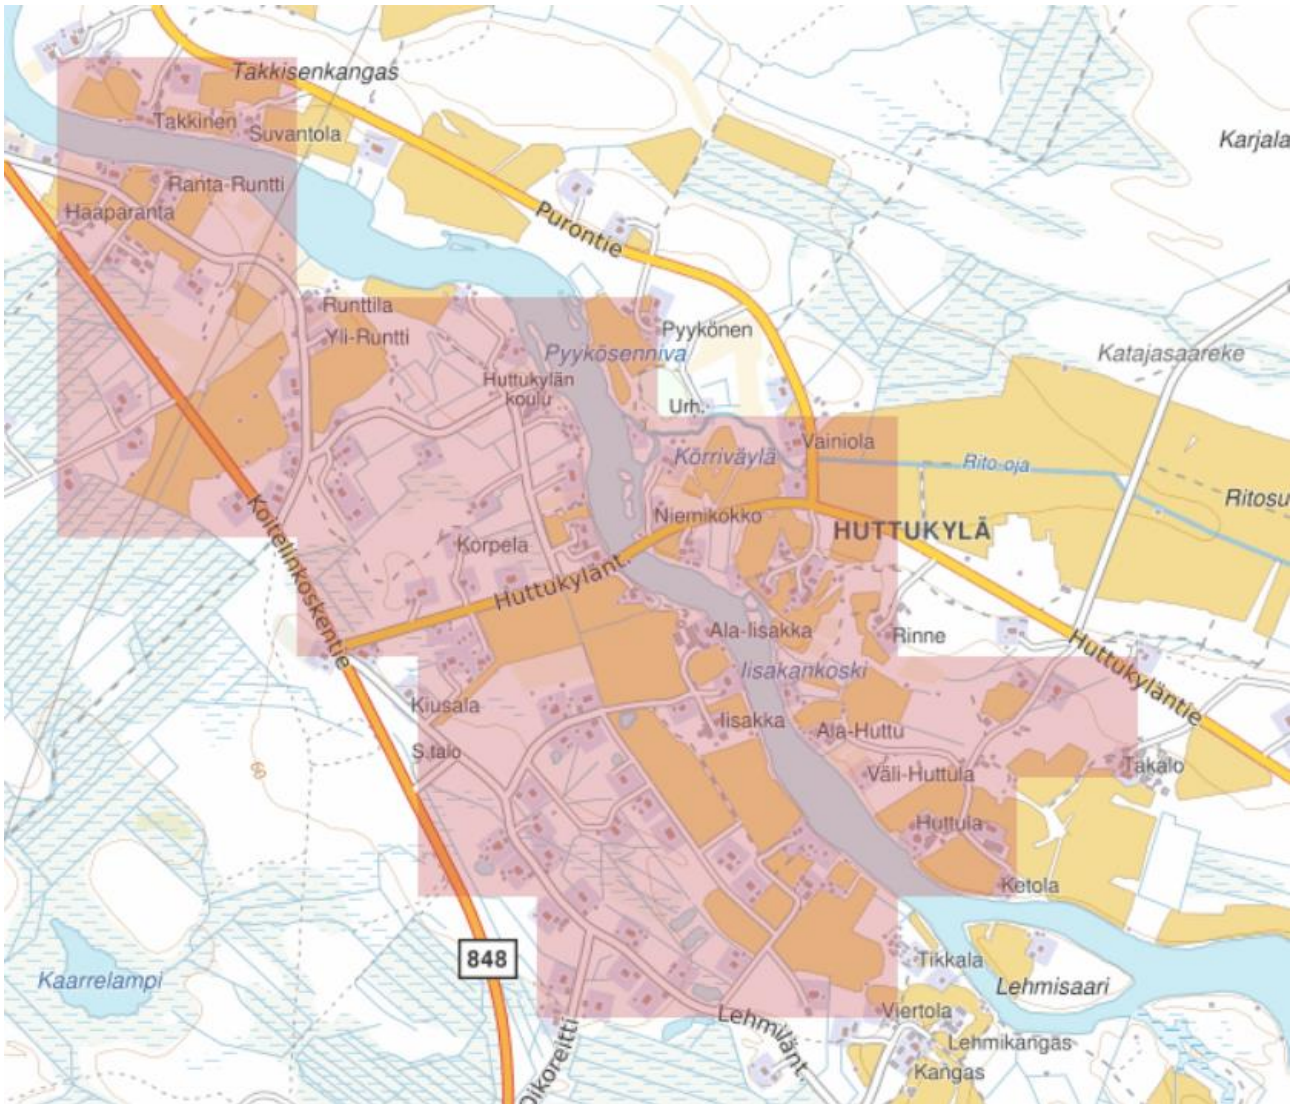 Takkisenkangas
Takkinen
Suvantola
Karjala
Ranta-Runtti
Haaparanta
Purontie
Runttila
Yli-Runtti
Pyykönen
Pyykösenniva
Katajasaareke
Huttukylän
koulu
Urh.
Körriväylä
Vainiola
Rito-oja
Ritosu
Koitelinkoskentie
Niemikokko
HUTTUKYLÄ
Korpela
Huttukylänt.
Ala-Iisakka
Rinne
Huttukyläntie
Iisakankoski
Kiusala
Iisakka
Ala-Huttu
S.talo
60
Väli-Huttula
Takalo
Huttula
Ketola
848
Kaarrelampi
Tikkala
Lehmisaari
Viertola
Lehmilänt.
Lehmikangas
Kangas
Oikoreitti